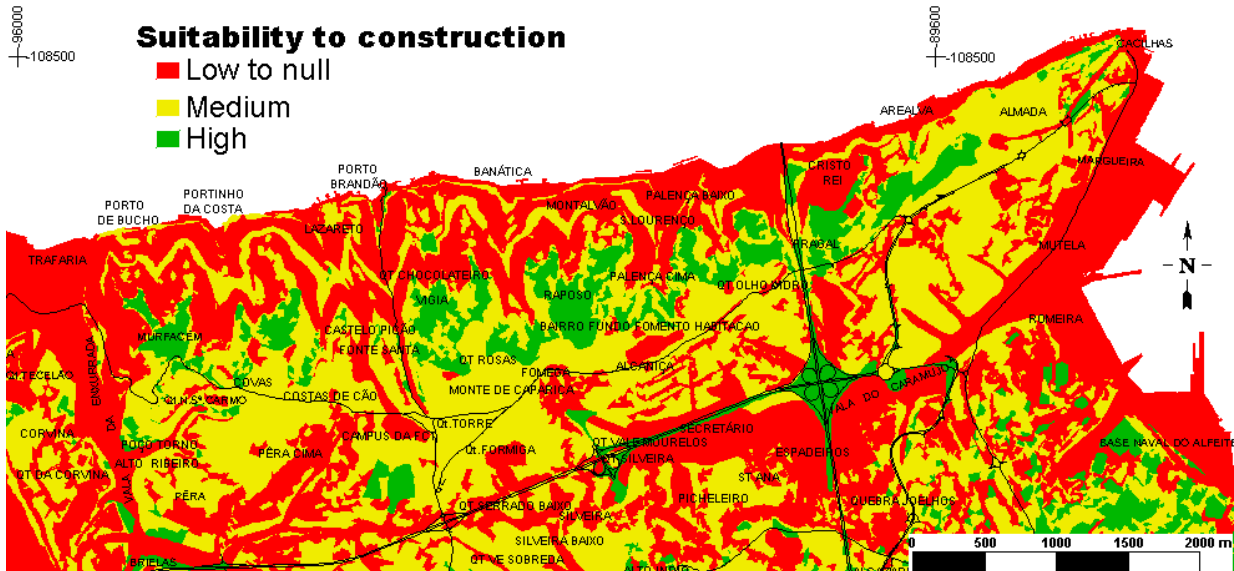 -96000
-108500
-89600
-108500
Suitability to construction
Low to null
Medium
High
CACILHAS
AREALVA
ALMADA
MARGUEIRA
CRISTO
REI
PORTO
BRANDÃO
BANÁTICA
PALENÇA BAIXO
PORTINHO
DA COSTA
PORTO
DE BUCHO
MONTALVÃO
S.LOURENÇO
LAZARETO
PRAGAL
MUTELA
N
TRAFARIA
QT CHOCOLATEIRO
PALENÇA CIMA
QT OLHO VIDRO
VIGIA
RAPOSO
ROMEIRA
MURFACÉM
CASTELO PICÃO
BAIRRO FUNDO FOMENTO HABITACAO
FONTE SANTA
QT ROSAS
ALCANIÇA
FOMEGA
QT TECELÃO
COVAS
MONTE DE CAPARICA
COSTAS DE CÃO
VALA DO CARAMUJO
ENXURRADA
DA
VALA
Qt.TORRE
SECRETÁRIO
CORVINA
CAMPUS DA FCT
POÇO TORNO
QT VALE MOURELOS
BASE NAVAL DO ALFEITE
PÊRA CIMA
Qt.FORMIGA
ESPADEIROS
ALTO RIBEIRO
QT SILVEIRA
QT DA CORVINA
ST ANA
PÊRA
PICHELEIRO
QUEBRA JOELHOS
QT SERRADO BAIXO
SILVEIRA
SILVEIRA BAIXO
0 500 1000 1500 2000 m
QT VE SOBREDA
BRIELAS